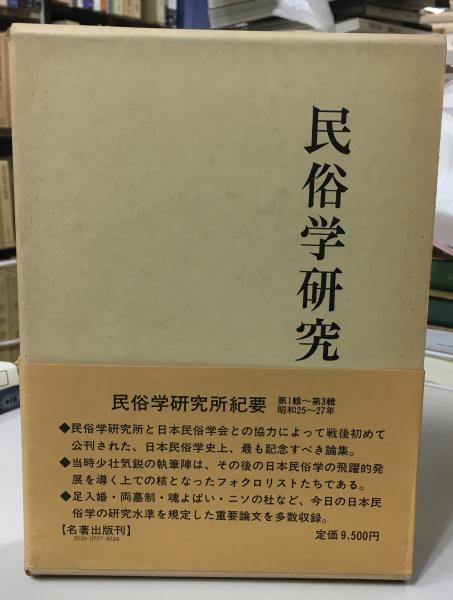 民俗学研究
民俗学研究所紀要 第1輯〜第3輯
昭和25〜27年
◆民俗学研究所と日本民俗学会との協力によって戦後初めて
公刊された、日本民俗学史上、最も記念すべき論集。
◆当時少壮気鋭の執筆陣は、その後の日本民俗学の飛躍的発
展を導く上での核となったフォクロリストたちである。
◆足入婚・両墓制・魂よばい・ニソの杜など、今日の日本民
俗学の研究水準を規定した重要論文を多数収録。
【名著出版刊】 定価9,500円
3039-0797-8324